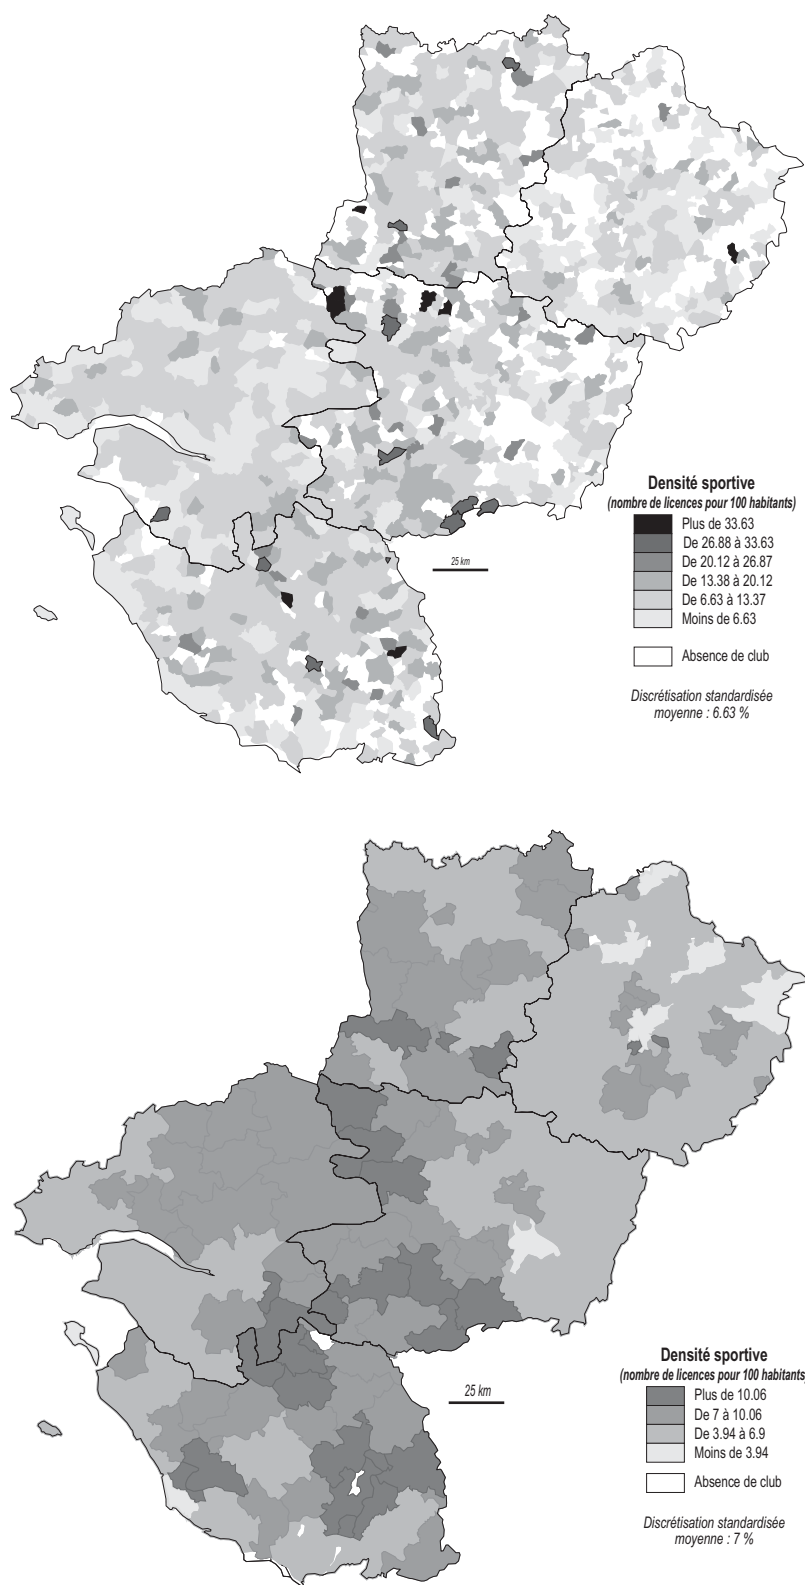 Densité sportive
(nombre de licences pour 100 habitants)
Plus de 33.63
De 26.88 à 33.63
De 20.12 à 26.87
De 13.38 à 20.12
De 6.63 à 13.37
Moins de 6.63
Absence de club
25 km
Discrétisation standardisée
moyenne : 6.63 %
Densité sportive
(nombre de licences pour 100 habitants
Plus de 10.06
De 7 à 10.06
De 3.94 à 6.9
Moins de 3.94
25 km
Absence de club
Discrétisation standardisée
moyenne : 7 %